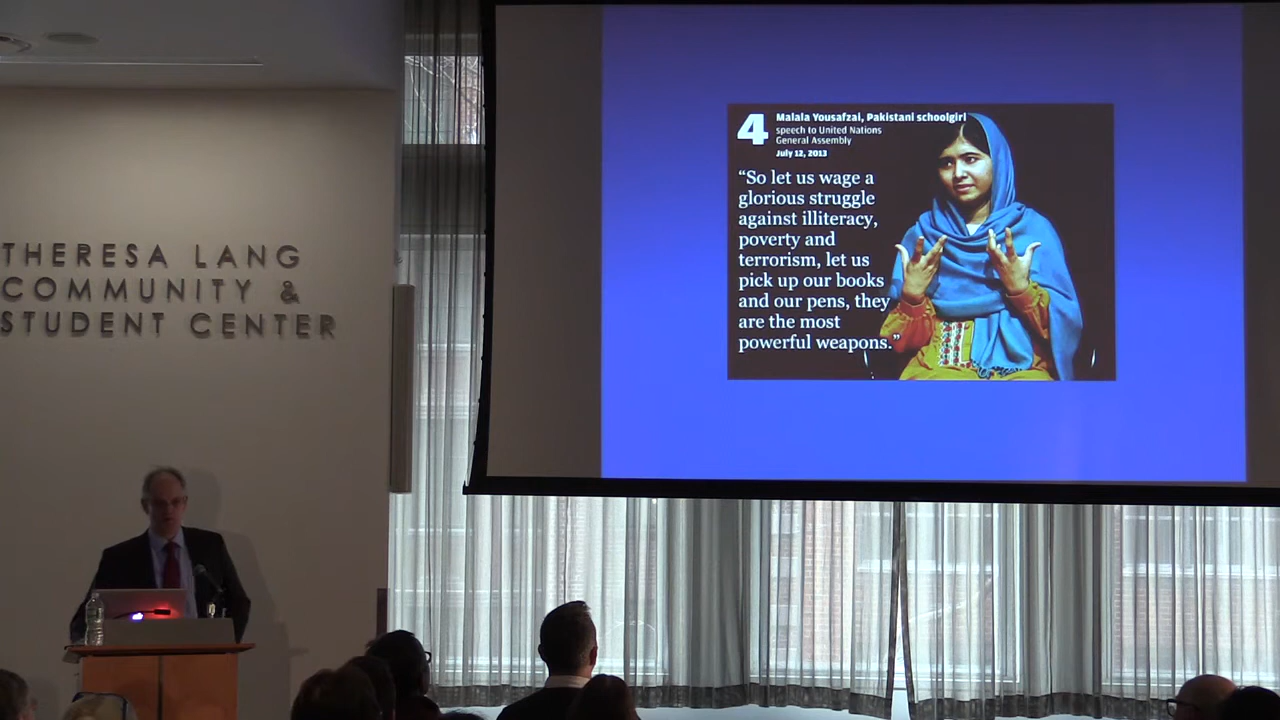 THERESA LANG
COMMUNITY &
STUDENT CENTER
4
Malala Yousafzai, Pakistani schoolgirl
speech to United Nations
General Assembly
July 12, 2013
“So let us wage a
glorious struggle
against illiteracy,
poverty and
terrorism, let us
pick up our books
and our pens, they
are the most
powerful weapons.”